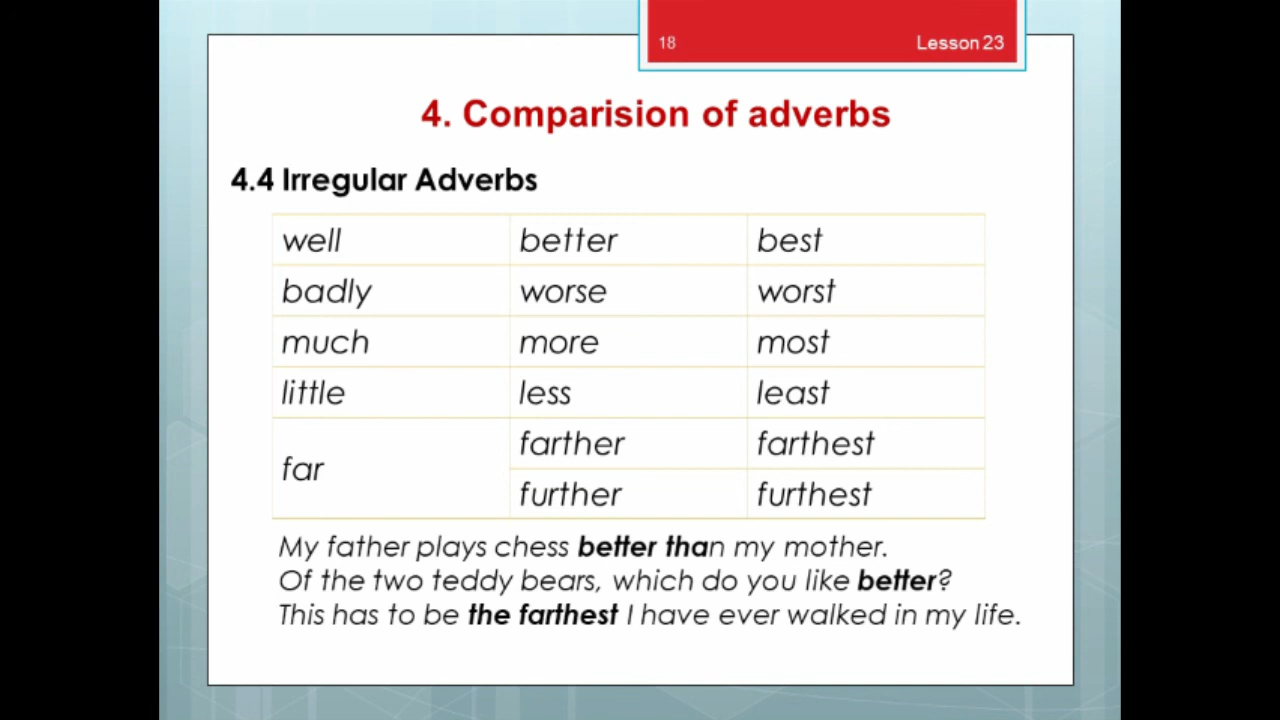 18 Lesson 23
4. Comparision of adverbs
4.4 Irregular Adverbs
well better best
badly worse worst
much more most
little less least
far farther farthest
further furthest
My father plays chess better than my mother.
Of the two teddy bears, which do you like better?
This has to be the farthest I have ever walked in my life.